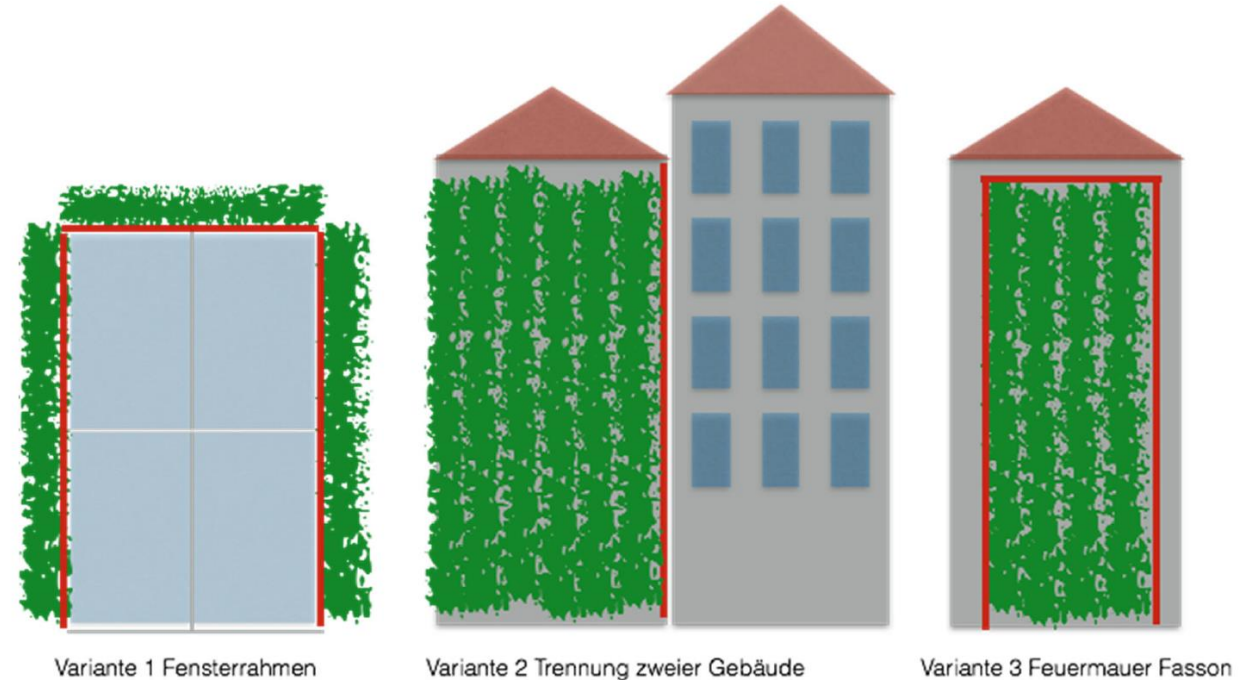 Variante 1 Fensterrahmen
Variante 2 Trennung zweier Gebäude
Variante 3 Feuermauer Fasson